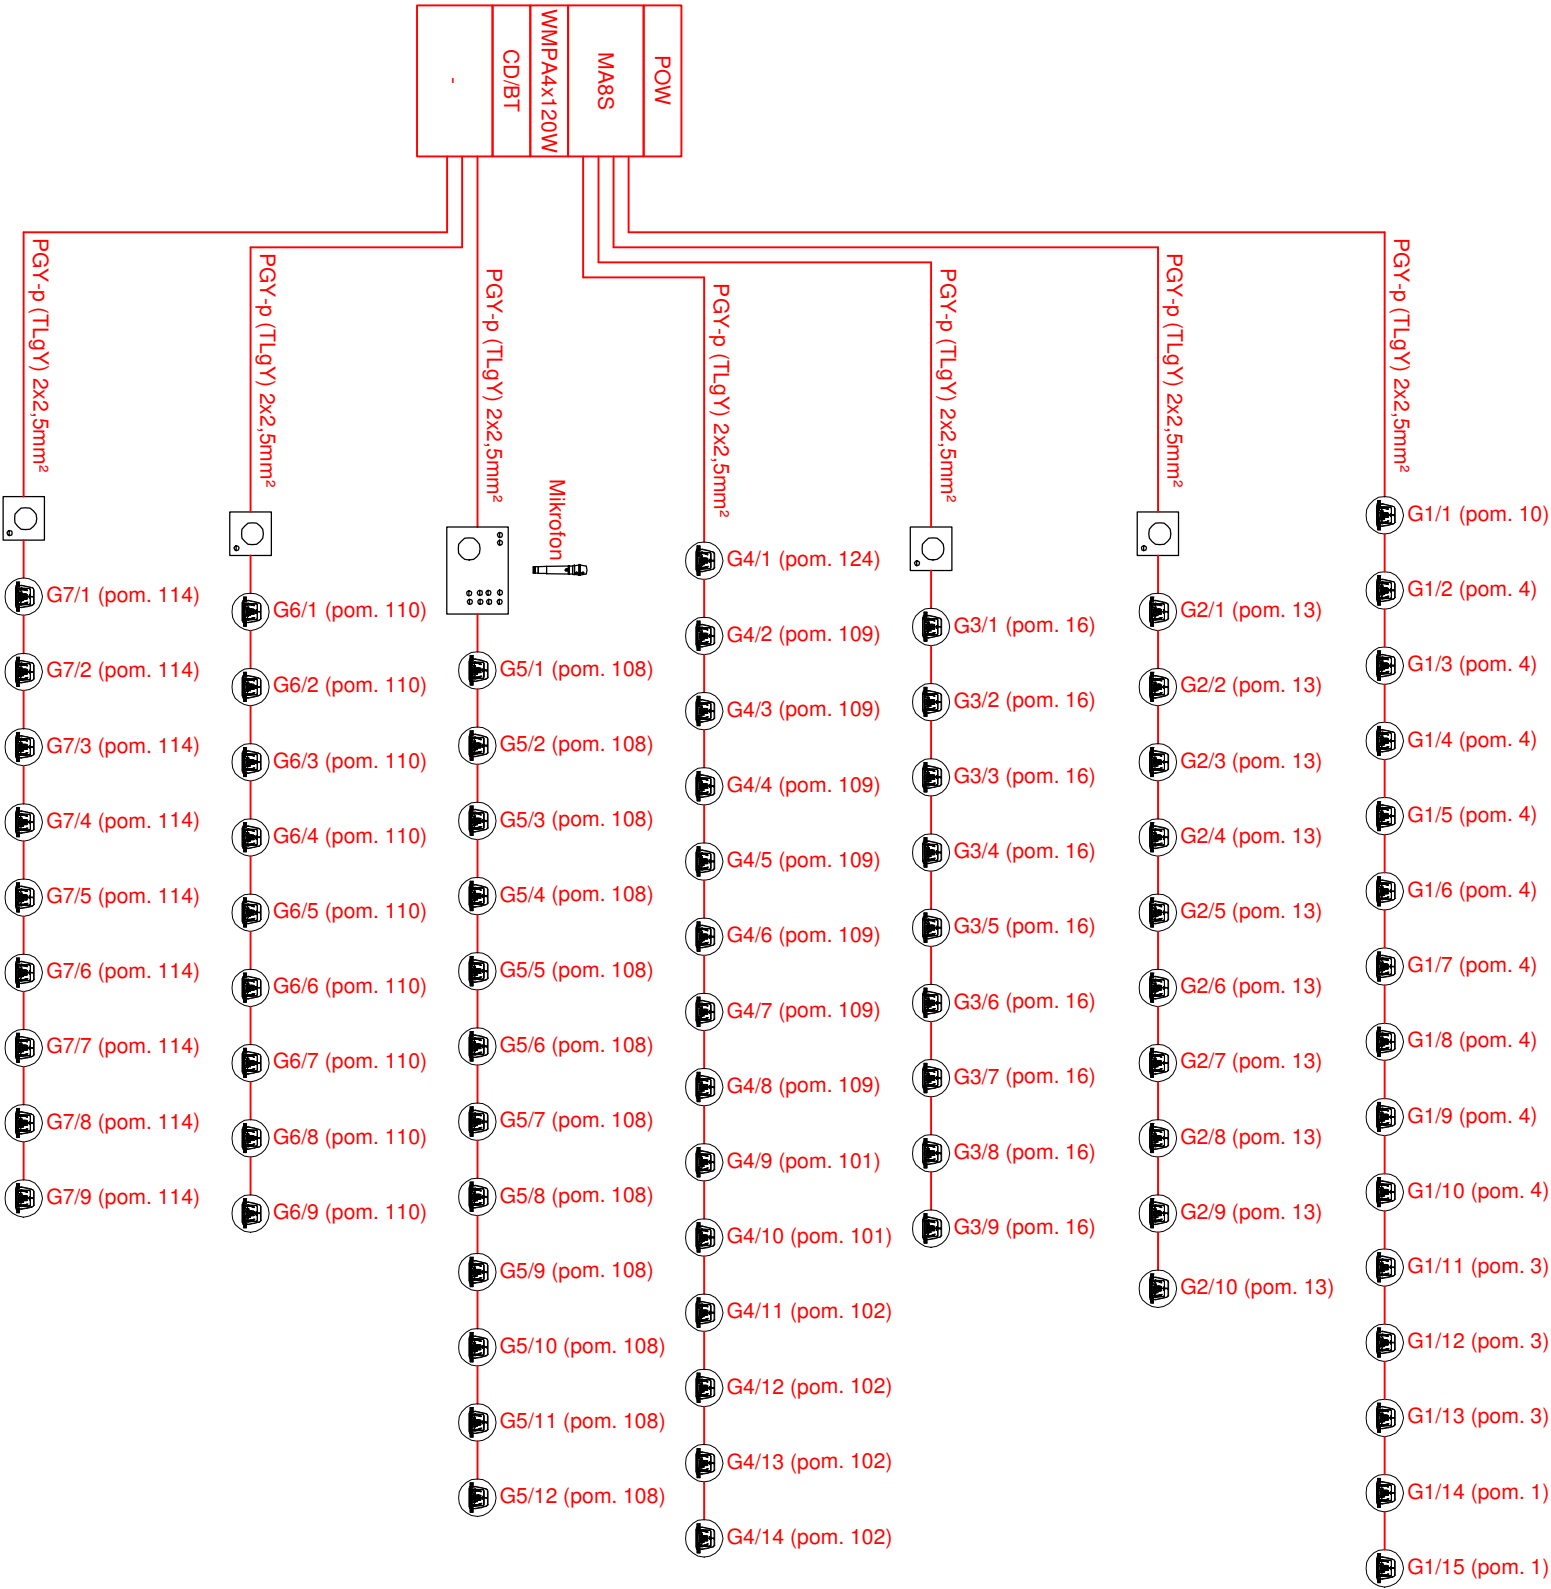 POW
MA8S
WMPA4x120W
CD/BT
-
PGY-p (TLgY) 2x2,5mm²
PGY-p (TLgY) 2x2,5mm²
PGY-p (TLgY) 2x2,5mm²
PGY-p (TLgY) 2x2,5mm²
PGY-p (TLgY) 2x2,5mm²
PGY-p (TLgY) 2x2,5mm²
PGY-p (TLgY) 2x2,5mm²
Mikrofon
G7/1 (pom. 114)
G7/2 (pom. 114)
G7/3 (pom. 114)
G7/4 (pom. 114)
G7/5 (pom. 114)
G7/6 (pom. 114)
G7/7 (pom. 114)
G7/8 (pom. 114)
G7/9 (pom. 114)
G6/1 (pom. 110)
G6/2 (pom. 110)
G6/3 (pom. 110)
G6/4 (pom. 110)
G6/5 (pom. 110)
G6/6 (pom. 110)
G6/7 (pom. 110)
G6/8 (pom. 110)
G6/9 (pom. 110)
G5/1 (pom. 108)
G5/2 (pom. 108)
G5/3 (pom. 108)
G5/4 (pom. 108)
G5/5 (pom. 108)
G5/6 (pom. 108)
G5/7 (pom. 108)
G5/8 (pom. 108)
G5/9 (pom. 108)
G5/10 (pom. 108)
G5/11 (pom. 108)
G5/12 (pom. 108)
G4/1 (pom. 124)
G4/2 (pom. 109)
G4/3 (pom. 109)
G4/4 (pom. 109)
G4/5 (pom. 109)
G4/6 (pom. 109)
G4/7 (pom. 109)
G4/8 (pom. 109)
G4/9 (pom. 101)
G4/10 (pom. 101)
G4/11 (pom. 102)
G4/12 (pom. 102)
G4/13 (pom. 102)
G4/14 (pom. 102)
G3/1 (pom. 16)
G3/2 (pom. 16)
G3/3 (pom. 16)
G3/4 (pom. 16)
G3/5 (pom. 16)
G3/6 (pom. 16)
G3/7 (pom. 16)
G3/8 (pom. 16)
G3/9 (pom. 16)
G2/1 (pom. 13)
G2/2 (pom. 13)
G2/3 (pom. 13)
G2/4 (pom. 13)
G2/5 (pom. 13)
G2/6 (pom. 13)
G2/7 (pom. 13)
G2/8 (pom. 13)
G2/9 (pom. 13)
G2/10 (pom. 13)
G1/1 (pom. 10)
G1/2 (pom. 4)
G1/3 (pom. 4)
G1/4 (pom. 4)
G1/5 (pom. 4)
G1/6 (pom. 4)
G1/7 (pom. 4)
G1/8 (pom. 4)
G1/9 (pom. 4)
G1/10 (pom. 4)
G1/11 (pom. 3)
G1/12 (pom. 3)
G1/13 (pom. 3)
G1/14 (pom. 1)
G1/15 (pom. 1)